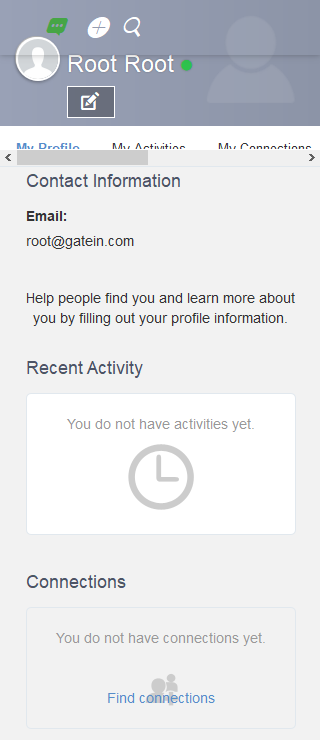 Root Root
My Profile My Activities My Connections
Contact Information
Email:
root@gatein.com
Help people find you and learn more about
you by filling out your profile information.
Recent Activity
You do not have activities yet.
Connections
You do not have connections yet.
Find connections